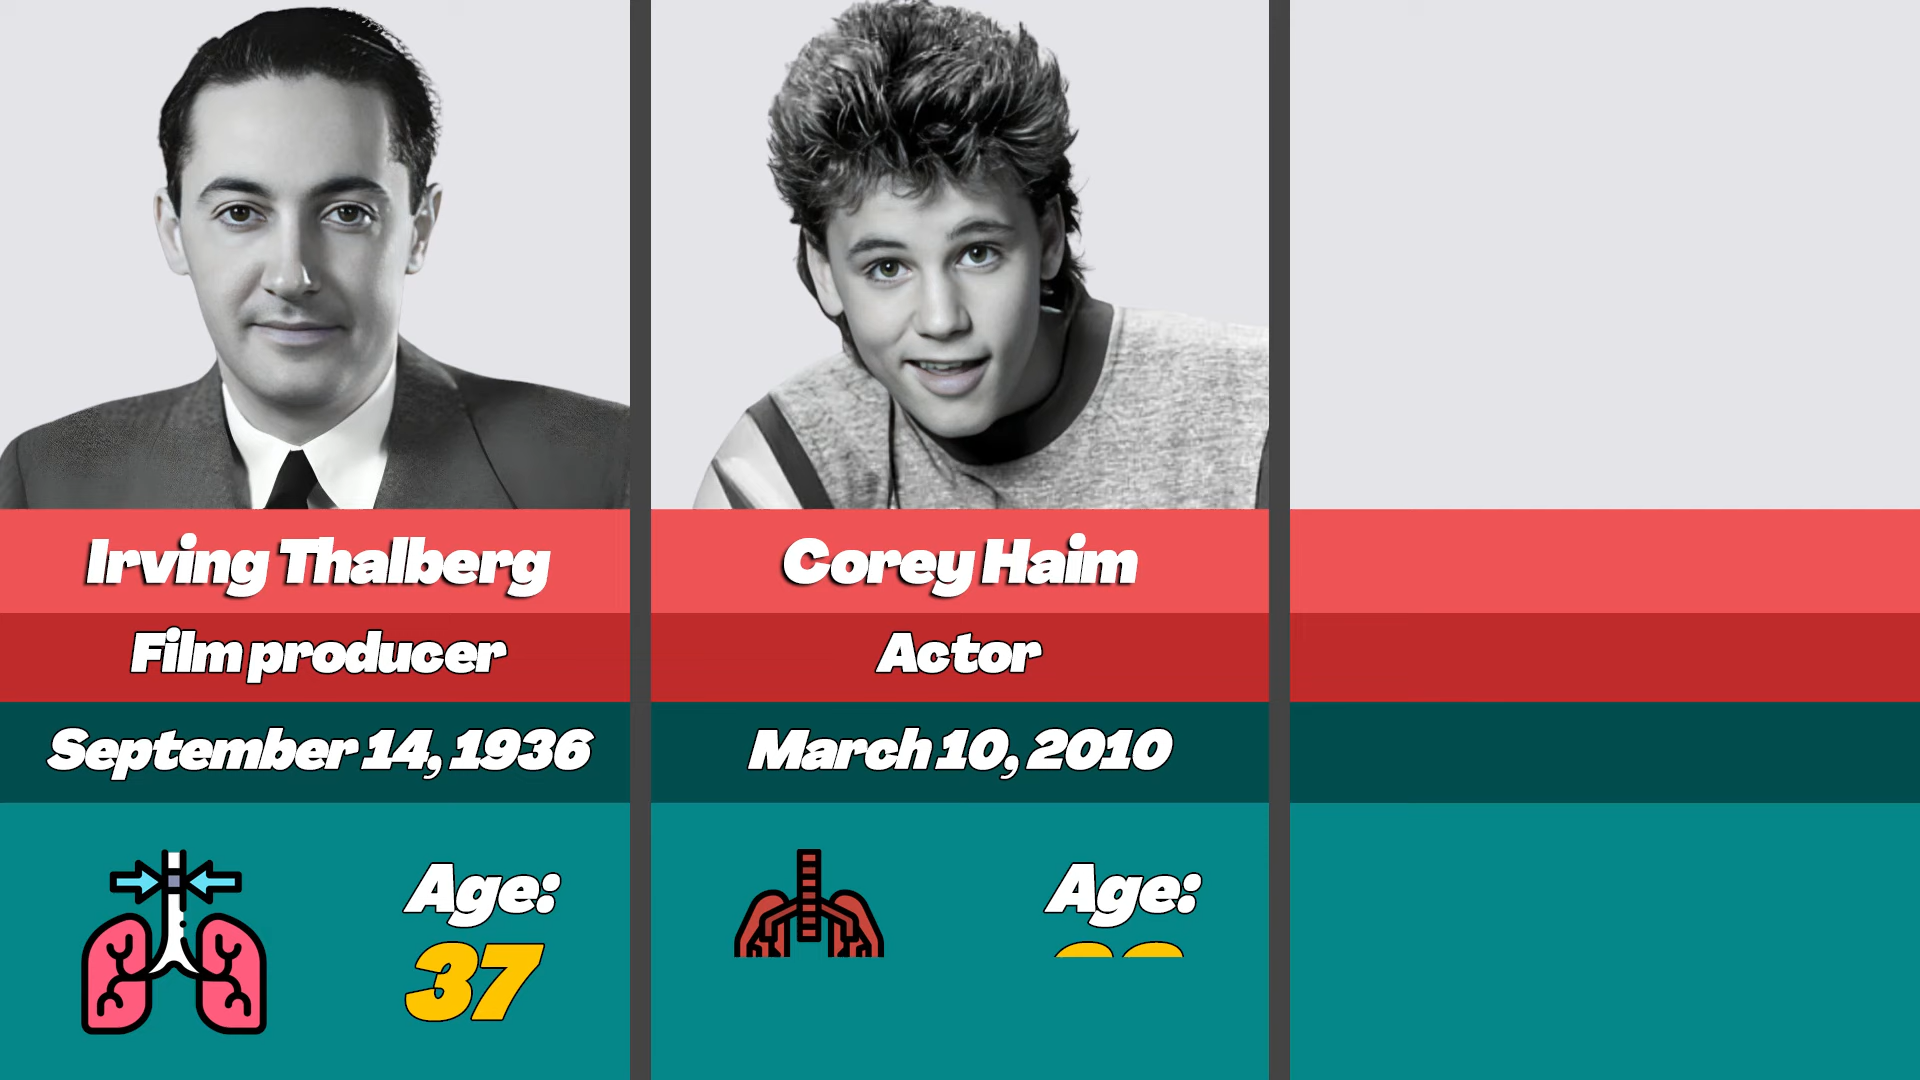 Irving Thalberg
Film producer
September 14, 1936
Age:
37
Corey Haim
Actor
March 10, 2010
Age: